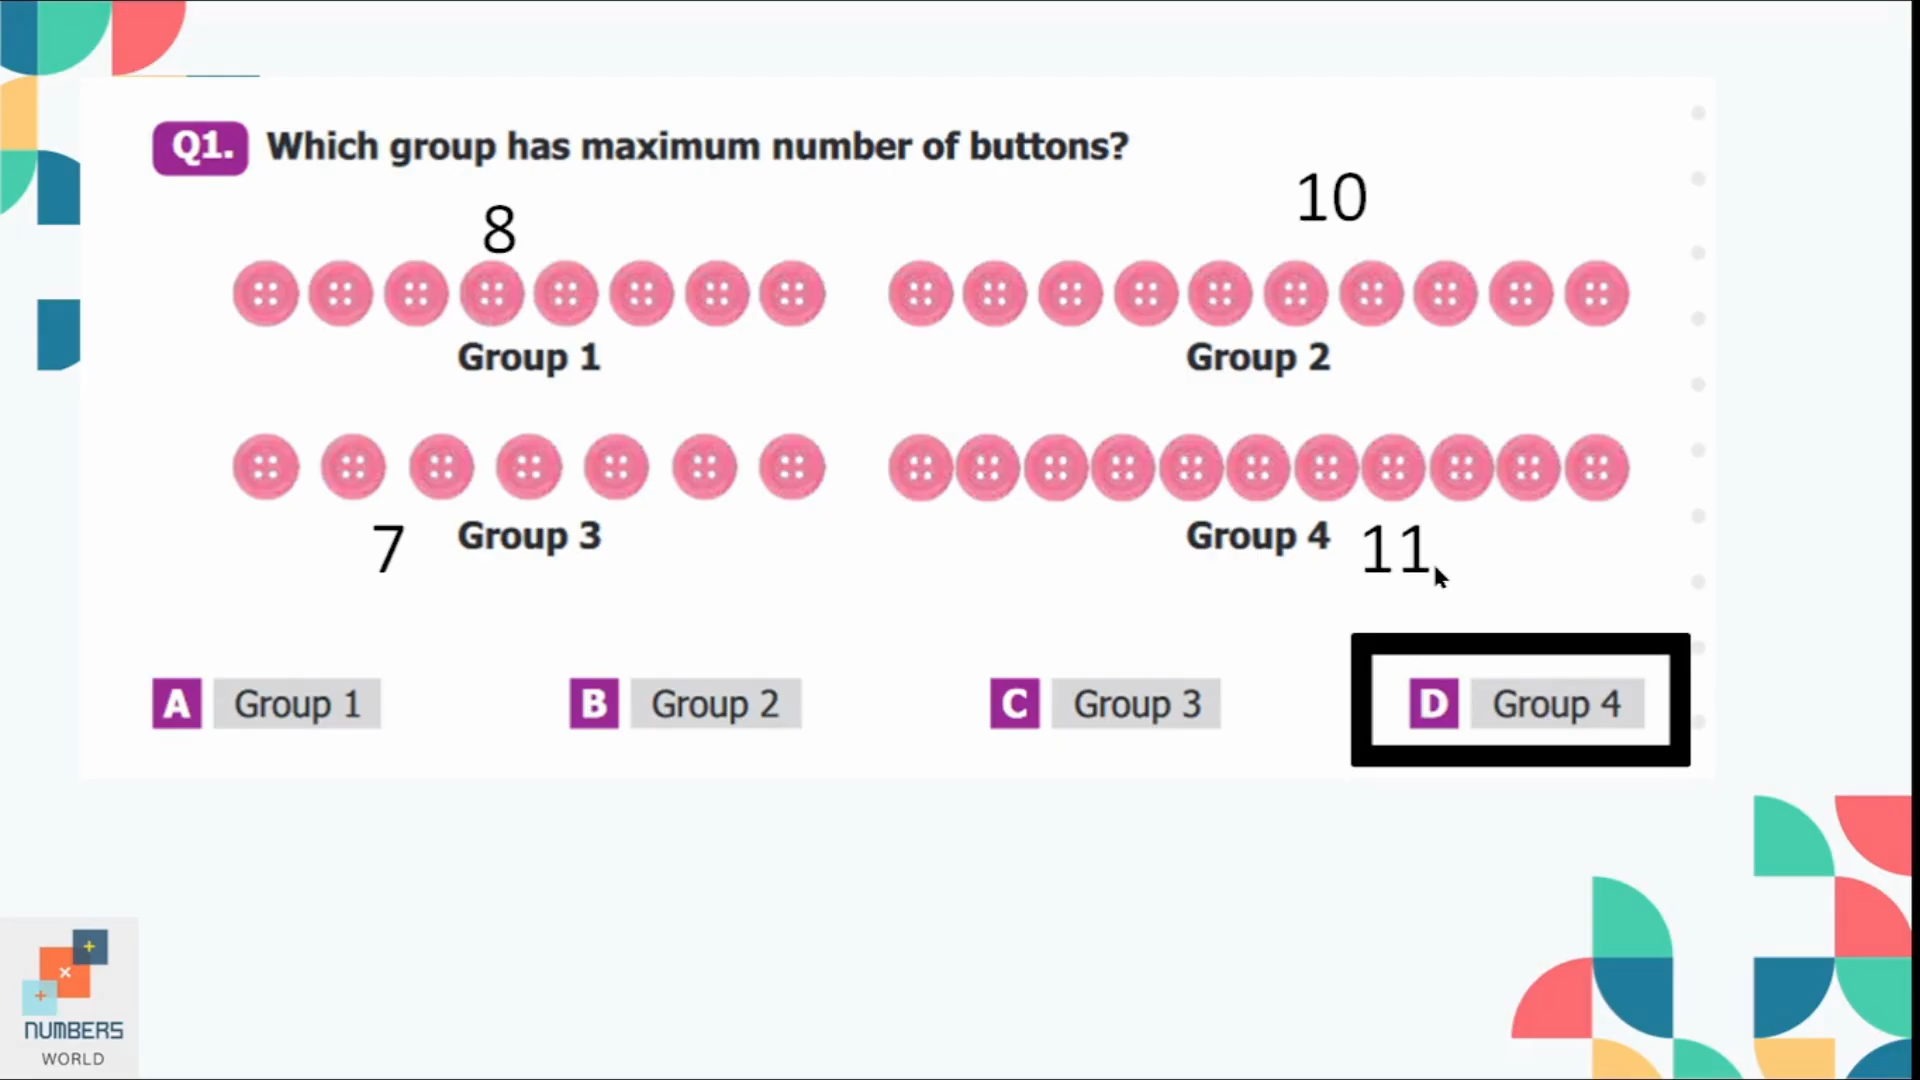 Q1. Which group has maximum number of buttons?
8
10
Group 1
Group 2
7
Group 3
Group 4
11
A Group 1
B Group 2
C Group 3
D Group 4
+
×
+
NUMBERS
WORLD